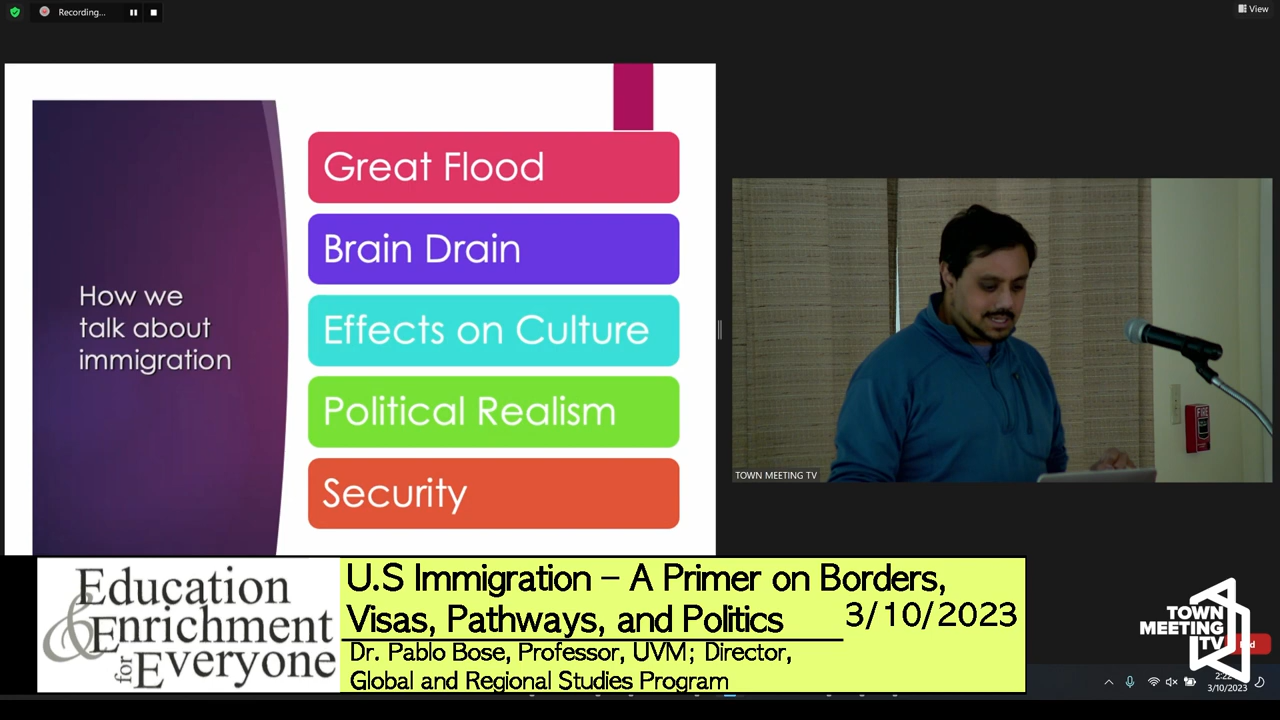 Recording...
View
Great Flood
Brain Drain
Effects on Culture
Political Realism
Security
How we
talk about
immigration
FIRE
TOWN MEETING TV
Education
& Enrichment
for Everyone
U.S Immigration – A Primer on Borders,
Visas, Pathways, and Politics
3/10/2023
Dr. Pablo Bose, Professor, UVM; Director,
Global and Regional Studies Program
TOWN
MEETING
TV
3/10/2023